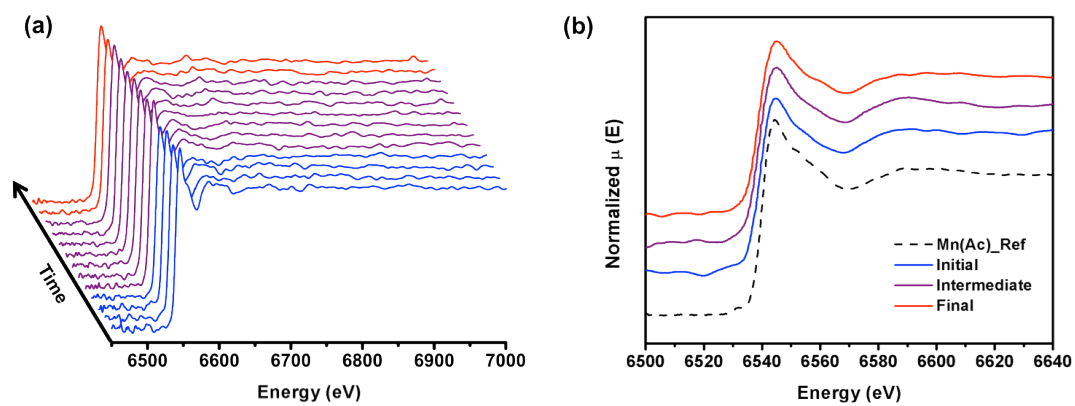 (a)
Time
6500 6600 6700 6800 6900 7000
Energy (eV)
(b)
Normalized μ (E)
Mn(Ac)_Ref
Initial
Intermediate
Final
6500 6520 6540 6560 6580 6600 6620 6640
Energy (eV)